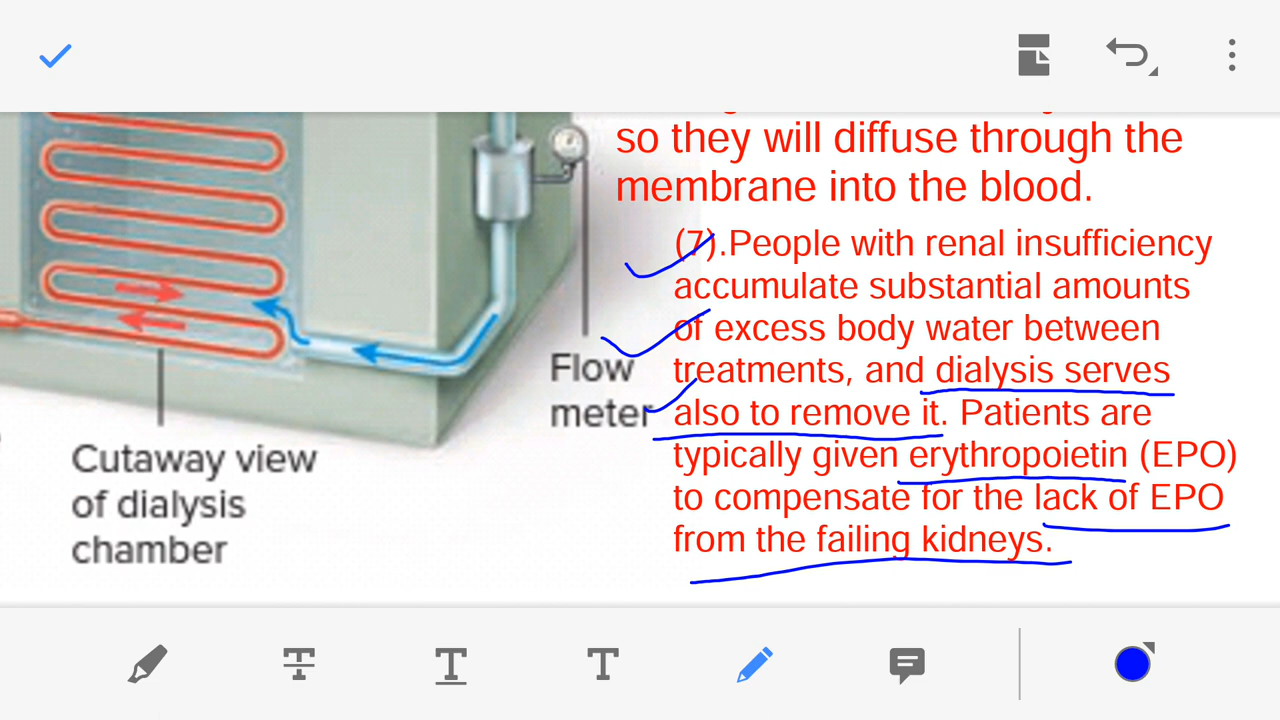 so they will diffuse through the
membrane into the blood.
(7).People with renal insufficiency
accumulate substantial amounts
of excess body water between
treatments, and dialysis serves
also to remove it. Patients are
typically given erythropoietin (EPO)
to compensate for the lack of EPO
from the failing kidneys.
Flow
meter
Cutaway view
of dialysis
chamber